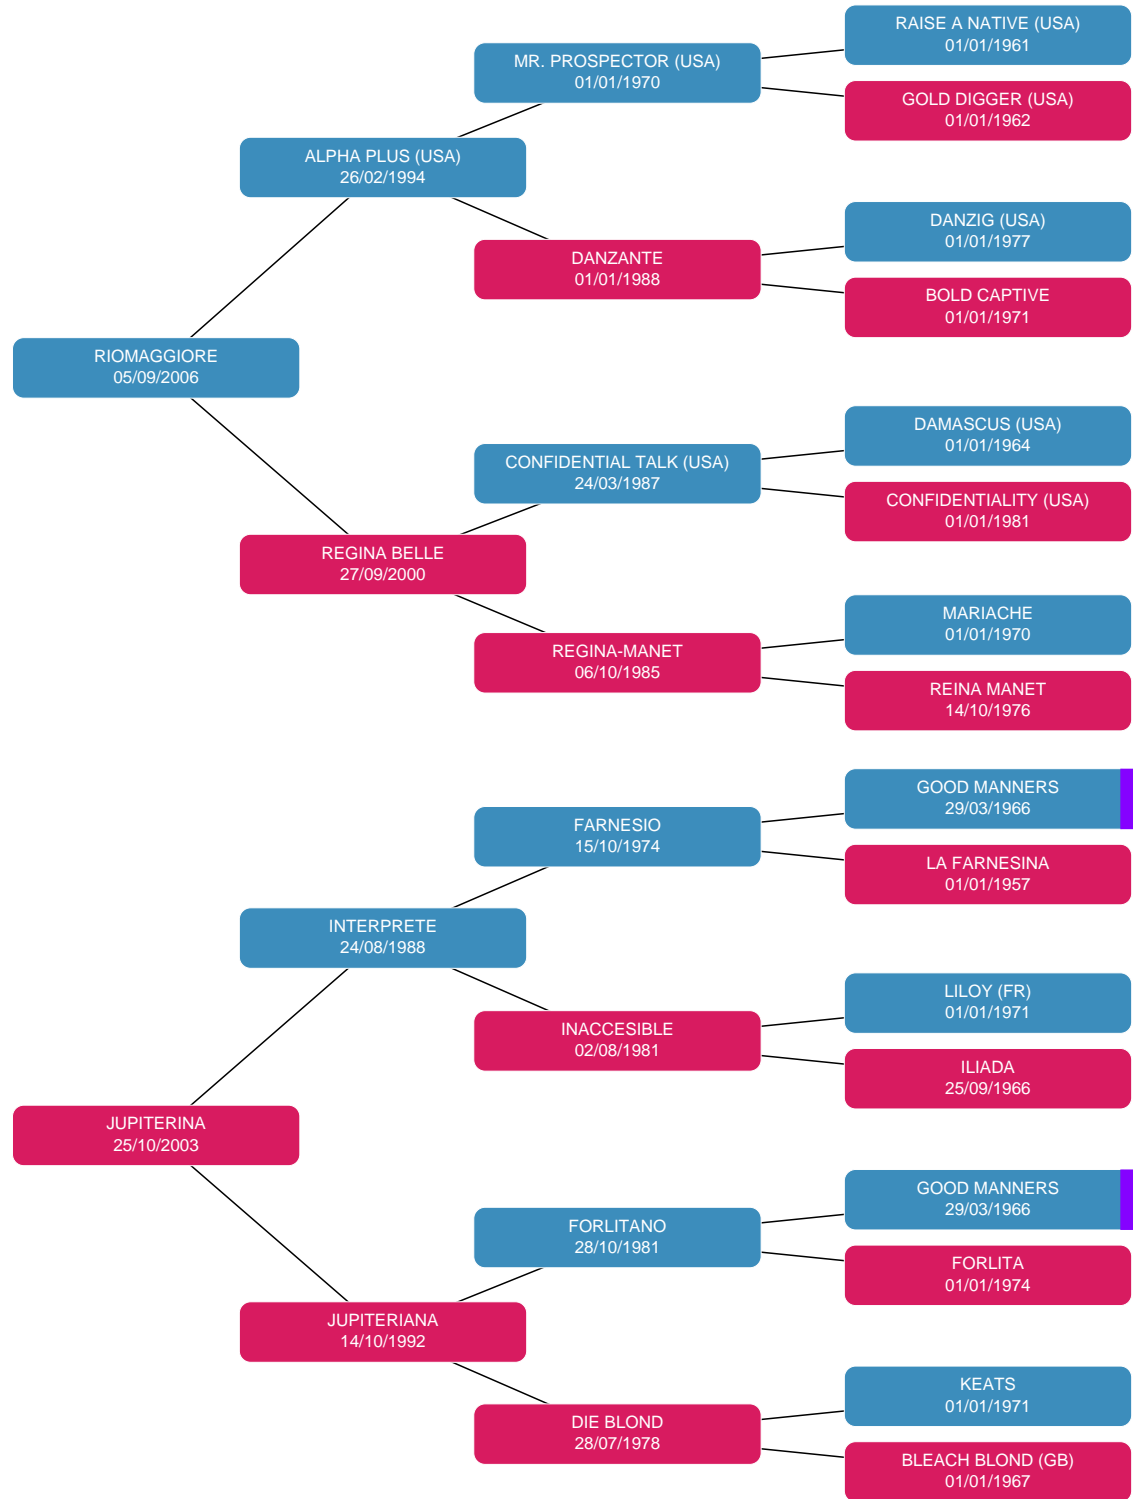 RAISE A NATIVE (USA)
01/01/1961
MR. PROSPECTOR (USA)
01/01/1970
GOLD DIGGER (USA)
01/01/1962
ALPHA PLUS (USA)
26/02/1994
DANZIG (USA)
01/01/1977
DANZANTE
01/01/1988
BOLD CAPTIVE
01/01/1971
RIOMAGGIORE
05/09/2006
DAMASCUS (USA)
01/01/1964
CONFIDENTIAL TALK (USA)
24/03/1987
CONFIDENTIALITY (USA)
01/01/1981
REGINA BELLE
27/09/2000
MARIACHE
01/01/1970
REGINA-MANET
06/10/1985
REINA MANET
14/10/1976
GOOD MANNERS
29/03/1966
FARNESIO
15/10/1974
LA FARNESINA
01/01/1957
INTERPRETE
24/08/1988
LILOY (FR)
01/01/1971
INACCESIBLE
02/08/1981
ILIADA
25/09/1966
JUPITERINA
25/10/2003
GOOD MANNERS
29/03/1966
FORLITANO
28/10/1981
FORLITA
01/01/1974
JUPITERIANA
14/10/1992
KEATS
01/01/1971
DIE BLOND
28/07/1978
BLEACH BLOND (GB)
01/01/1967